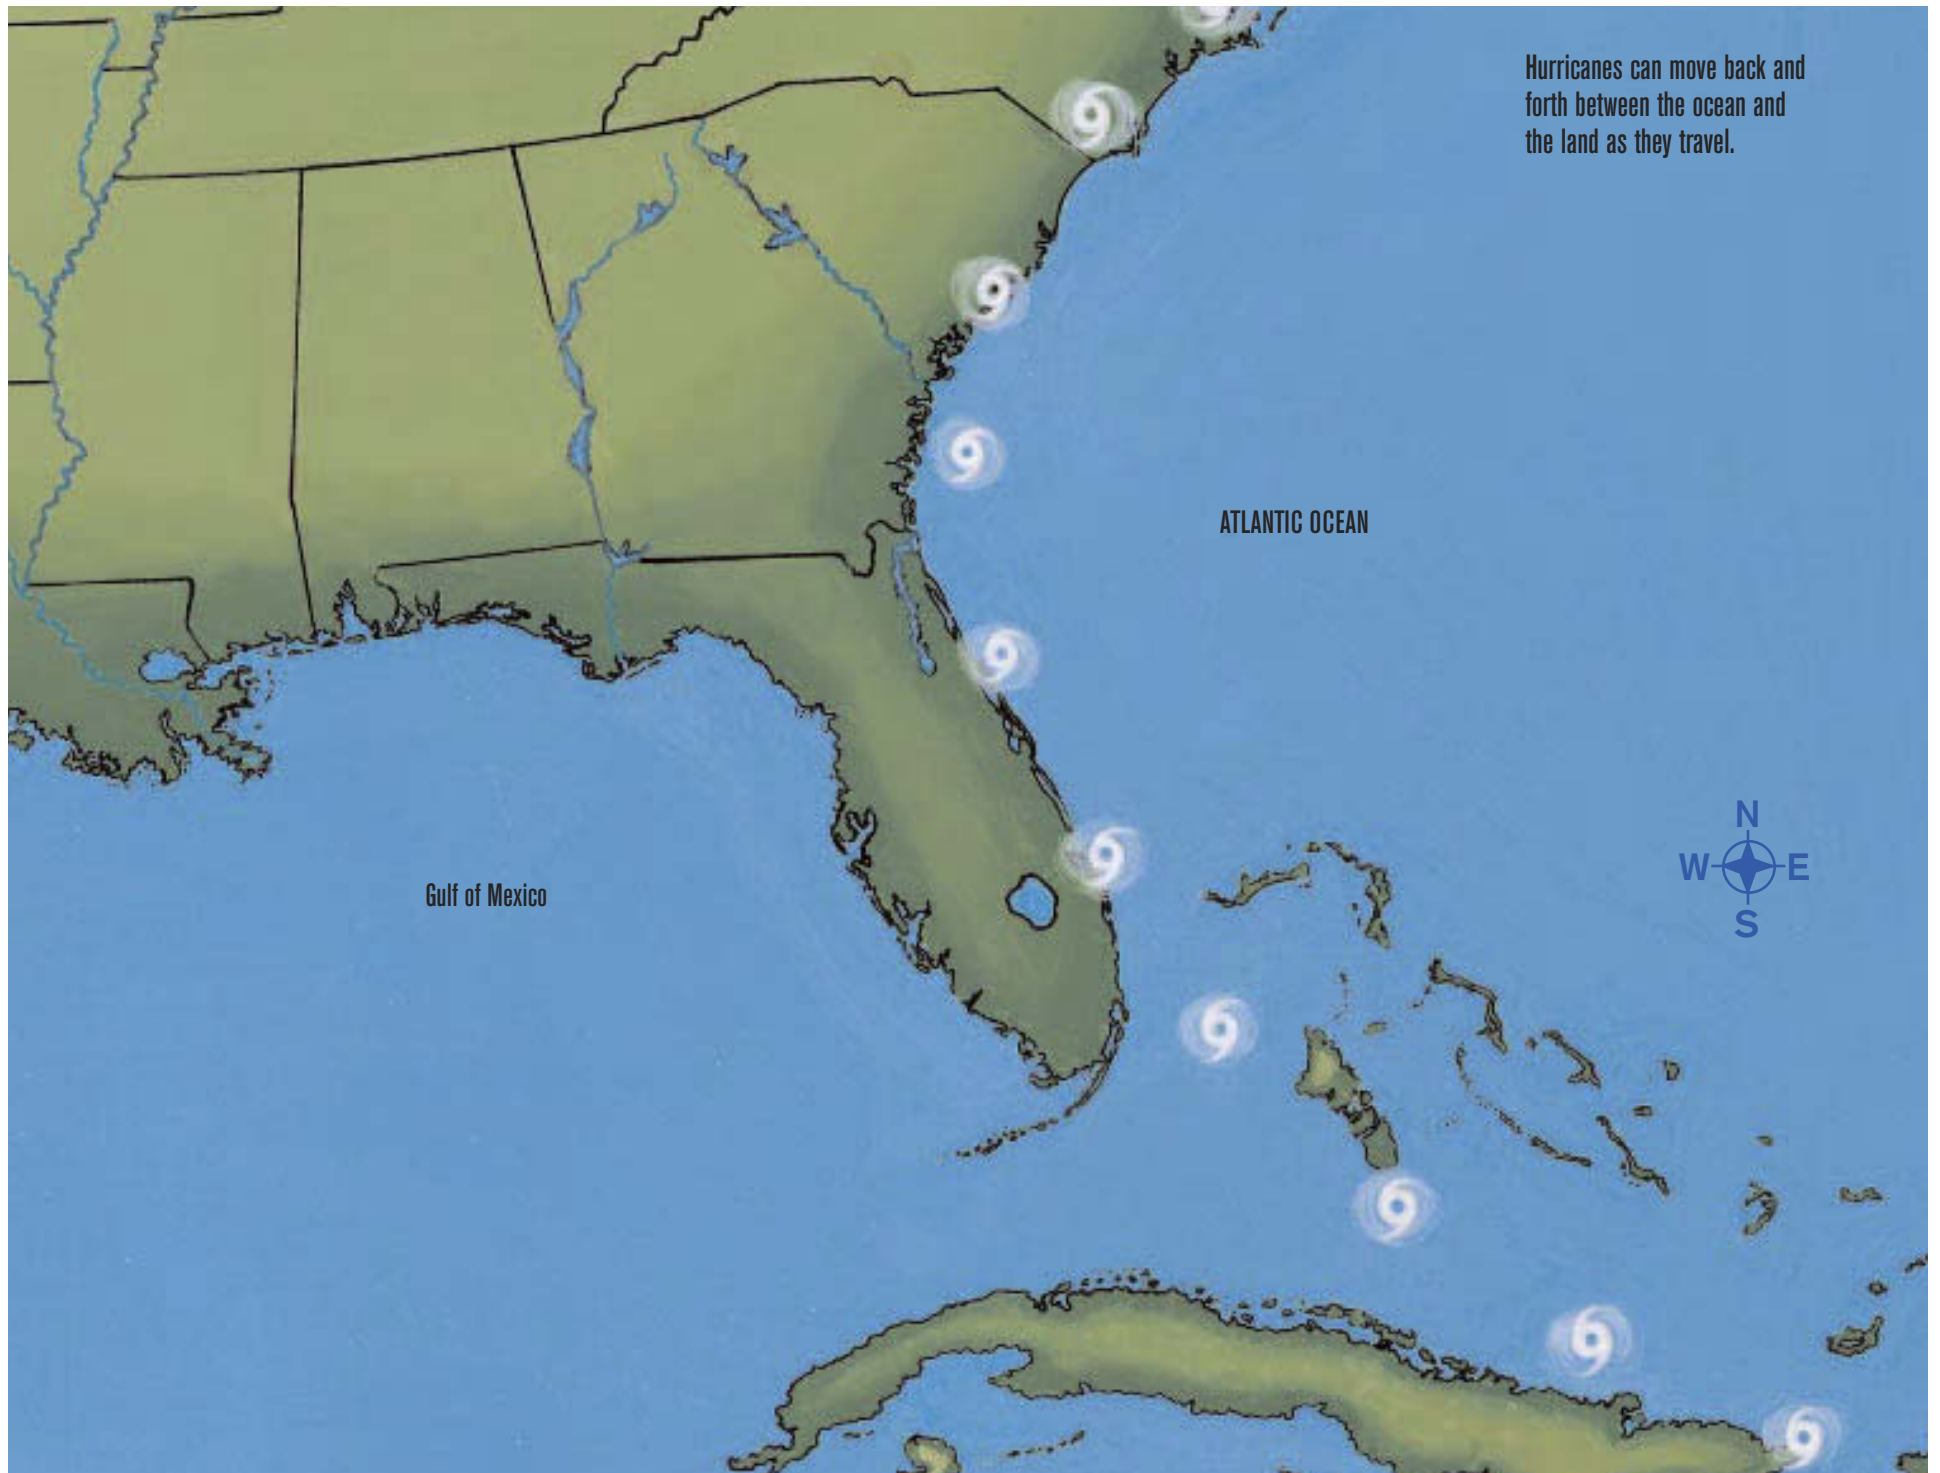 Hurricanes can move back and
forth between the ocean and
the land as they travel.
ATLANTIC OCEAN
N
W E
S
Gulf of Mexico